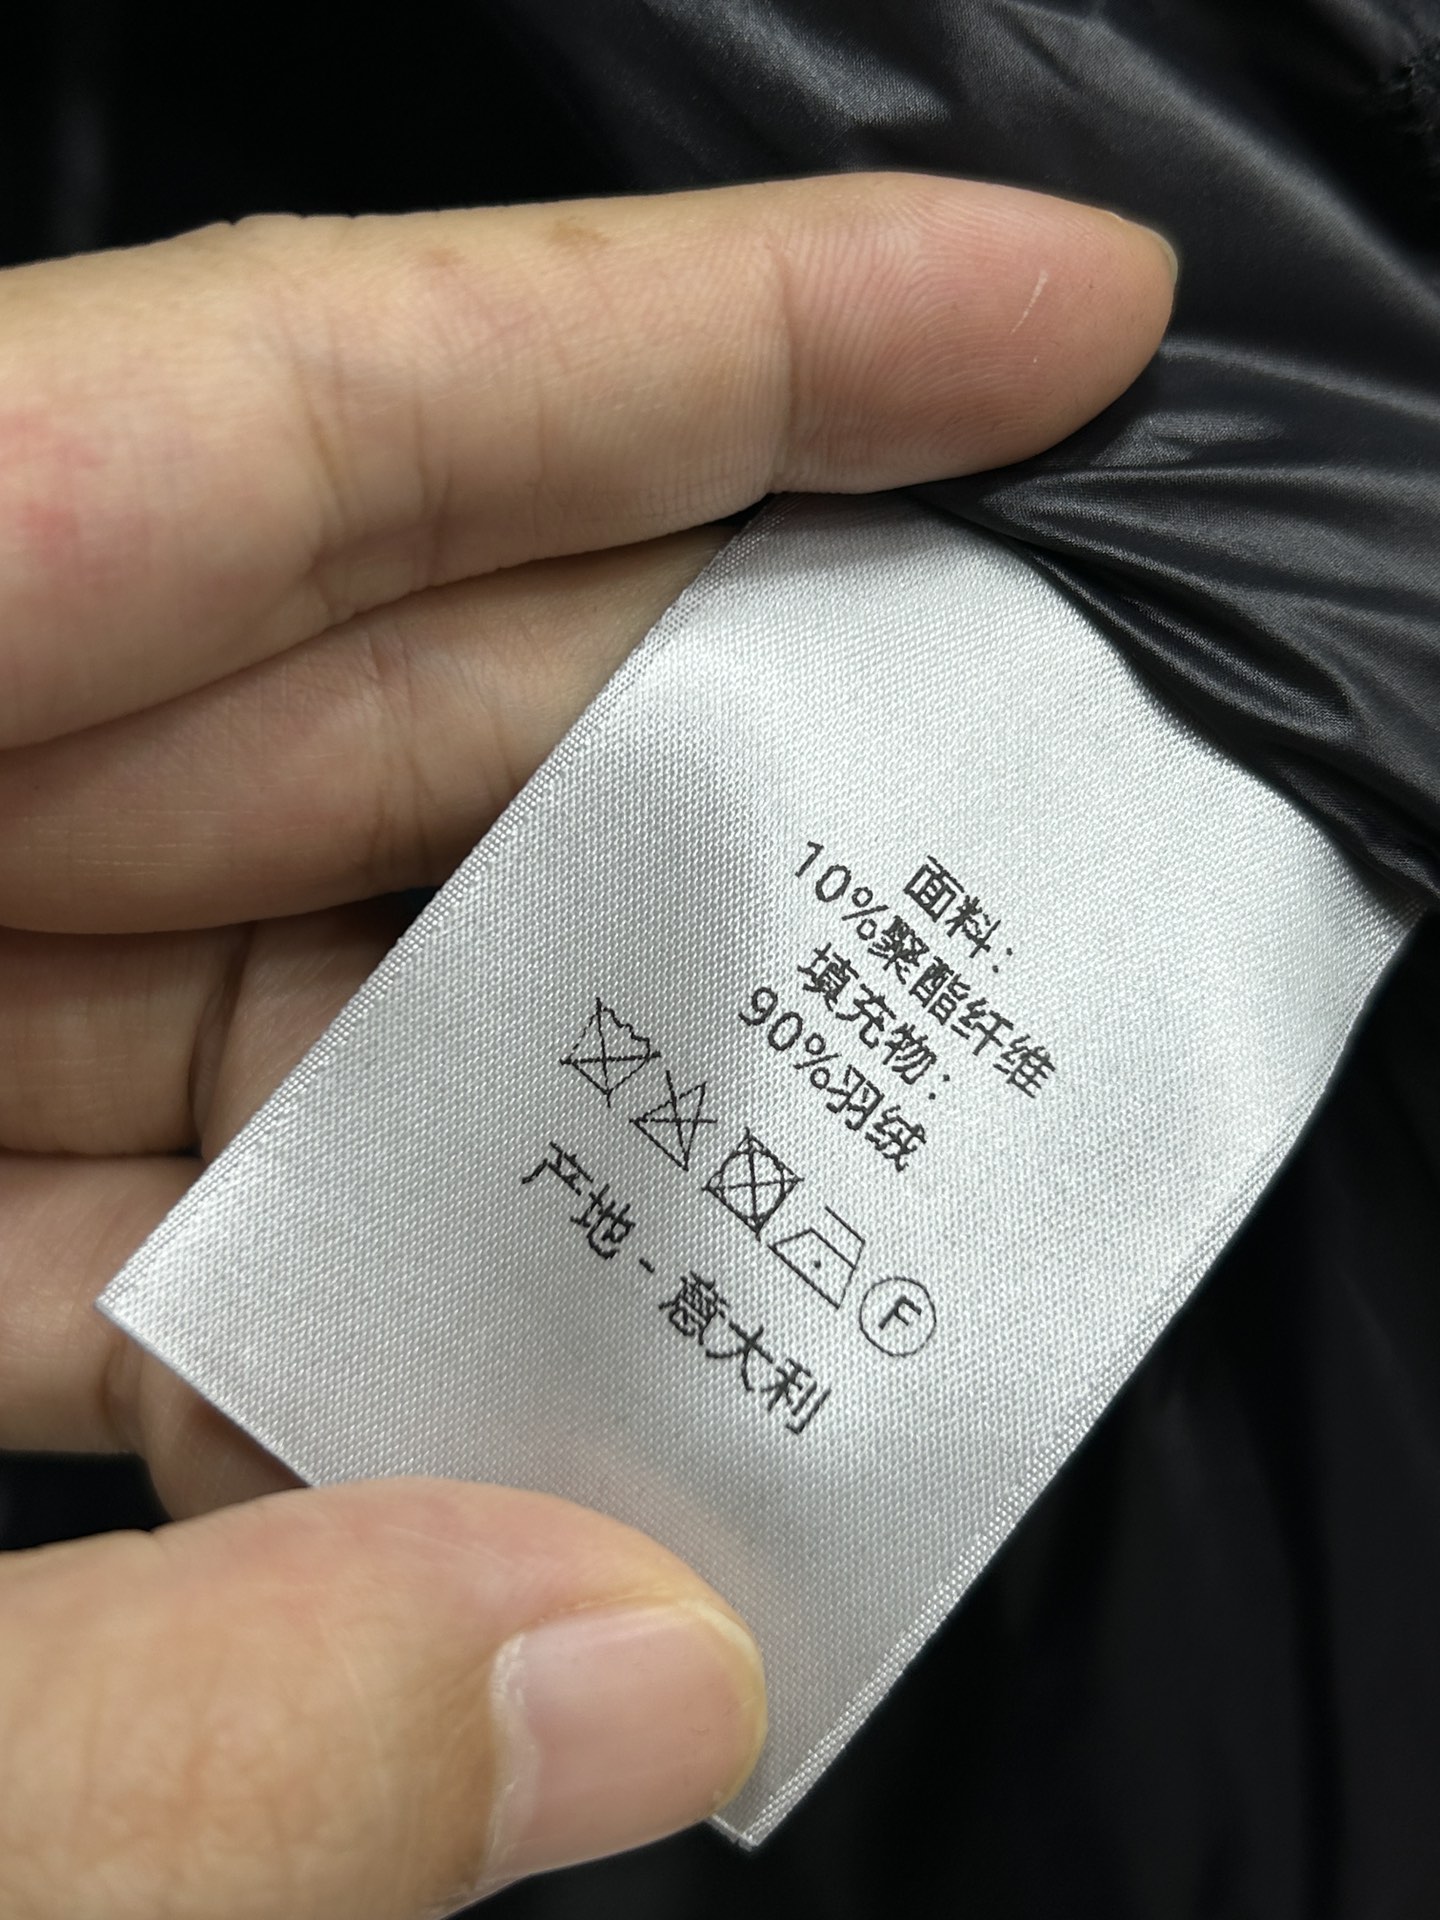 面料：
10%聚酯纤维
填充物：
90%羽绒
F
产地-意大利